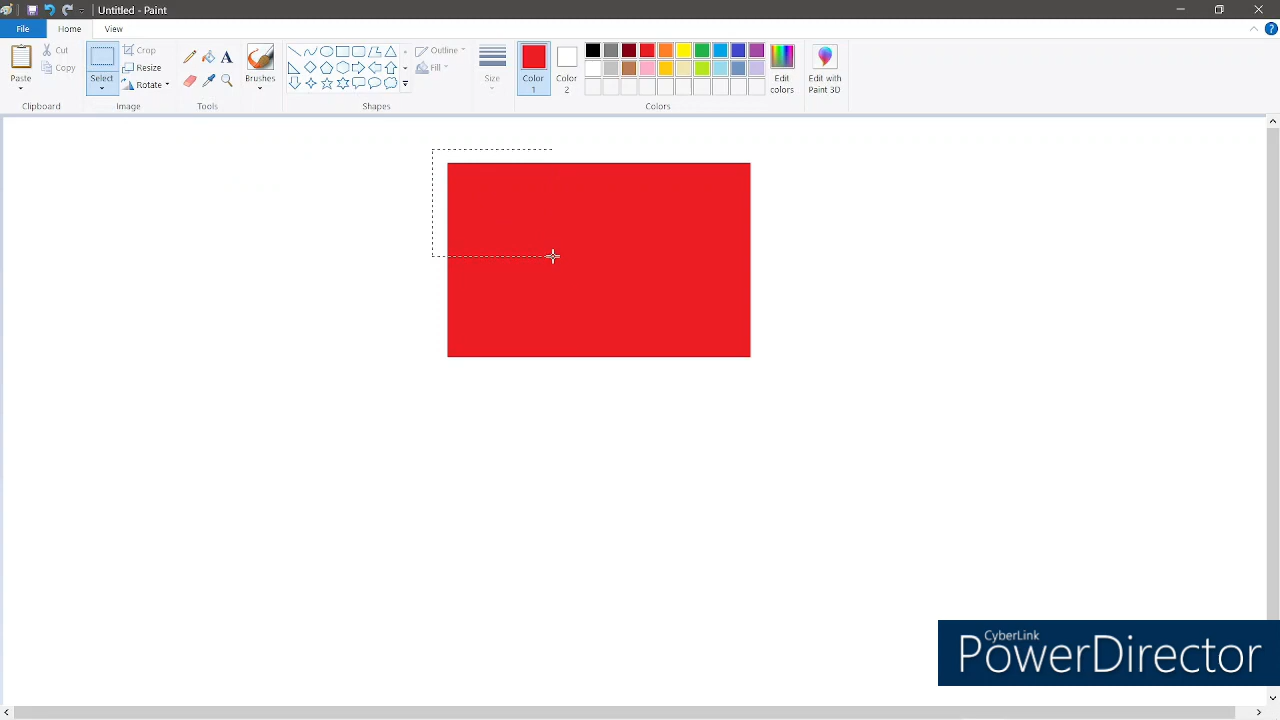 Untitled - Paint
File
Home
View
Paste
Cut
Copy
Clipboard
Select
Crop
Resize
Rotate
Image
A
Tools
Brushes
Outline
Fill
Shapes
Size
Color
1
Color
2
Edit
colors
Colors
Edit with
Paint 3D
?
CyberLink
PowerDirector